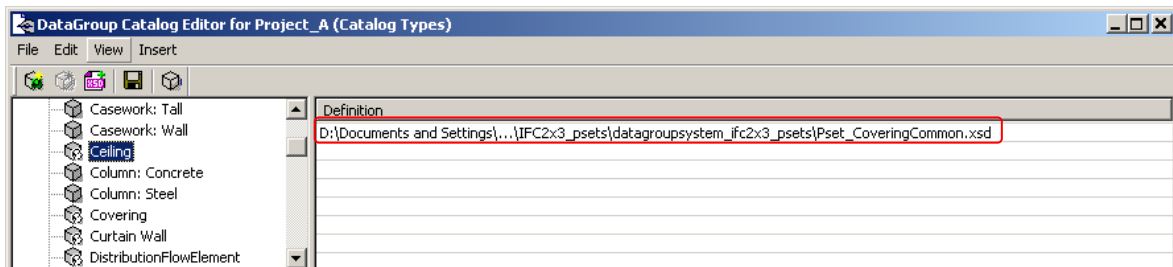 DataGroup Catalog Editor for Project_A (Catalog Types)
File Edit View Insert
XSD
Casework: Tall
Casework: Wall
Ceiling
Column: Concrete
Column: Steel
Covering
Curtain Wall
DistributionFlowElement
Definition
D:\Documents and Settings\...\IFC2x3_psets\datagroupsystem_ifc2x3_psets\Pset_CoveringCommon.xsd